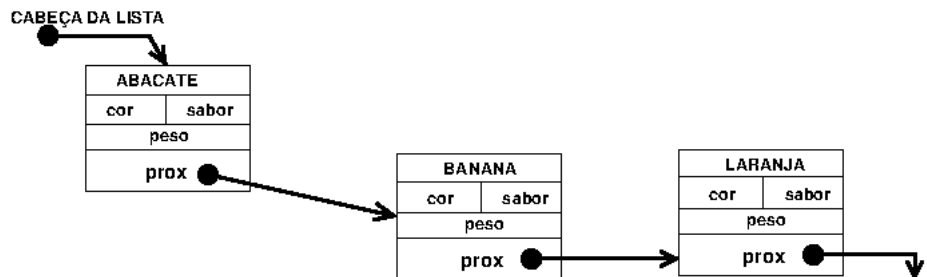 CABEÇA DA LISTA
ABACATE
cor sabor
peso
prox
BANANA
cor sabor
peso
prox
LARANJA
cor sabor
peso
prox